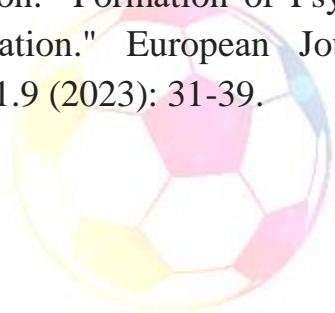 on. "Formation of Psy
ation." European Jou
1.9 (2023): 31-39.